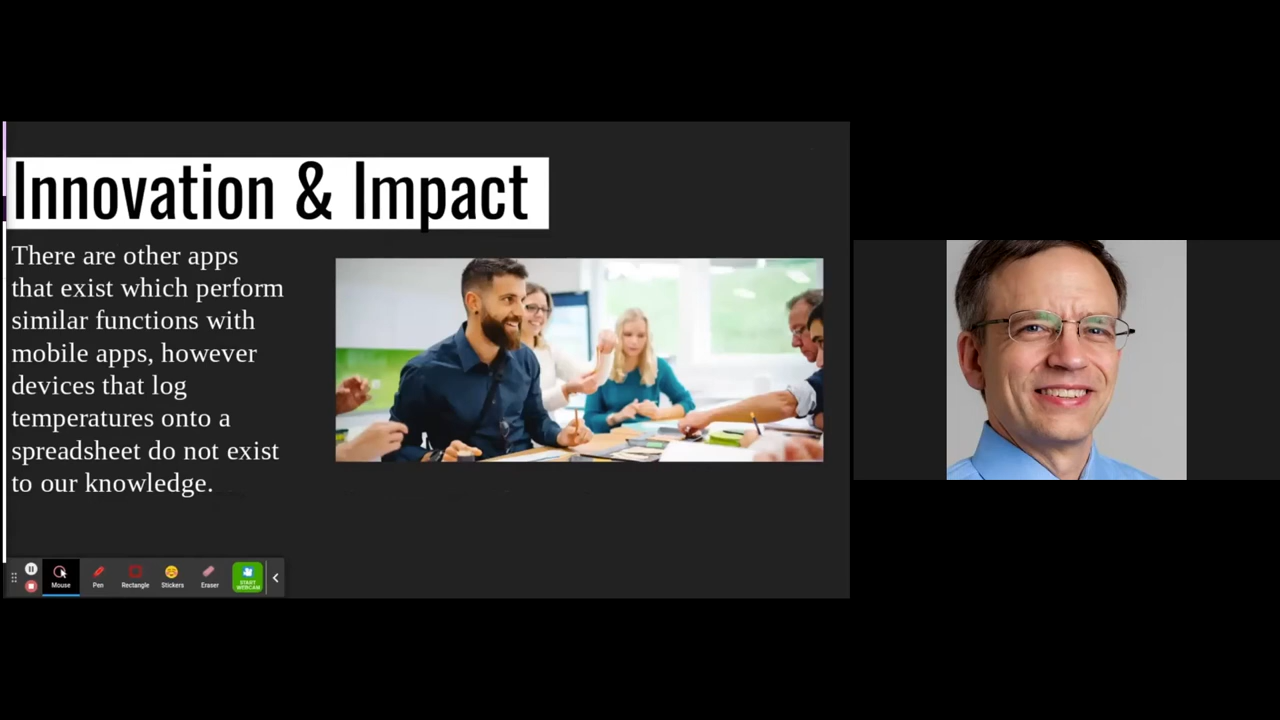 Innovation & Impact
There are other apps
that exist which perform
similar functions with
mobile apps, however
devices that log
temperatures onto a
spreadsheet do not exist
to our knowledge.
Mouse
Pen
Rectangle
Stickers
Eraser
START
WEBCAM